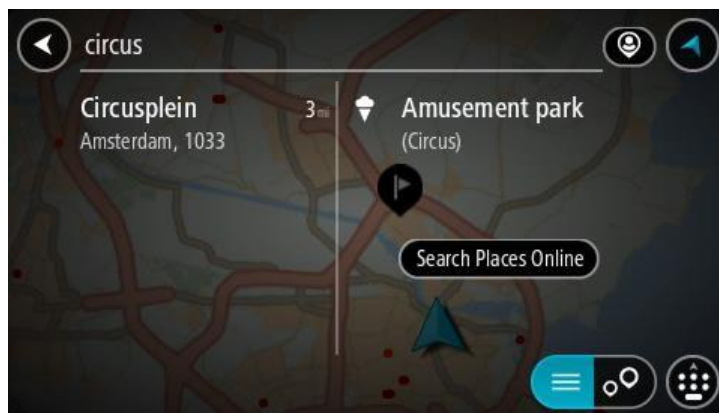 circus
Circusplein
3 mi
Amsterdam, 1033
Amusement park
(Circus)
Search Places Online